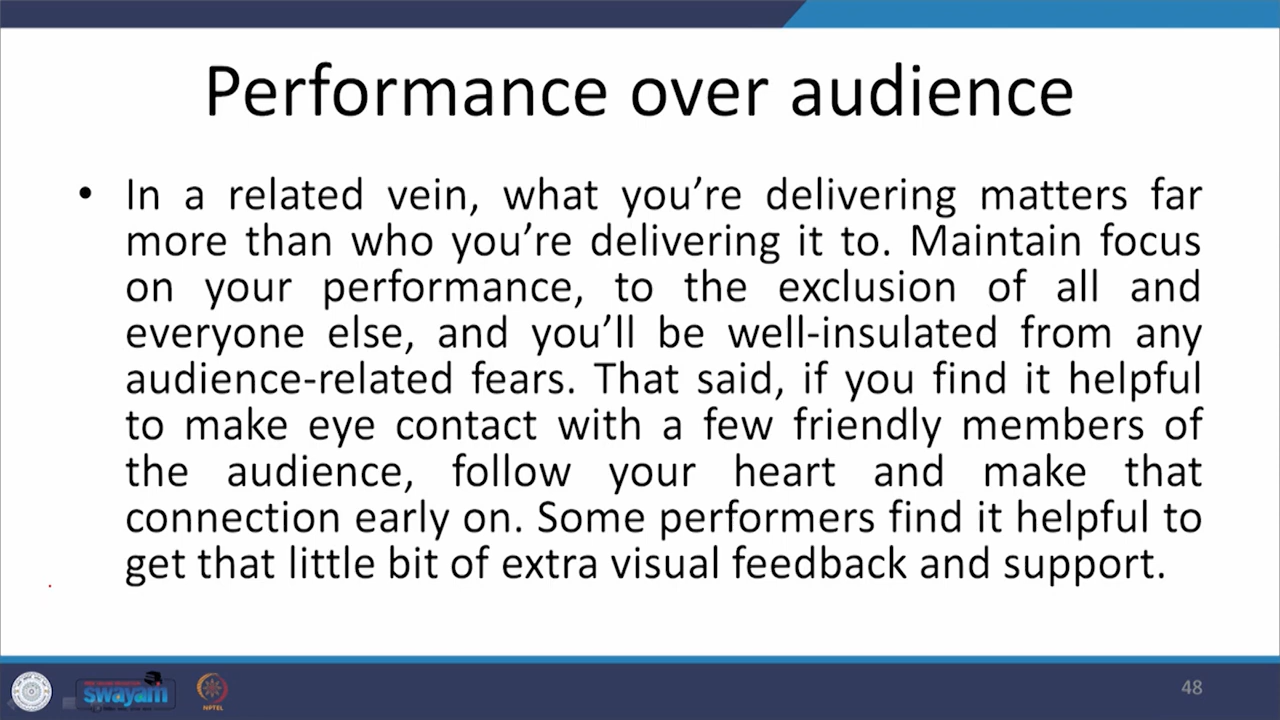 Performance over audience
• In a related vein, what you’re delivering matters far
more than who you’re delivering it to. Maintain focus
on your performance, to the exclusion of all and
everyone else, and you’ll be well-insulated from any
audience-related fears. That said, if you find it helpful
to make eye contact with a few friendly members of
the audience, follow your heart and make that
connection early on. Some performers find it helpful to
get that little bit of extra visual feedback and support.
swayam
NPTEL
48